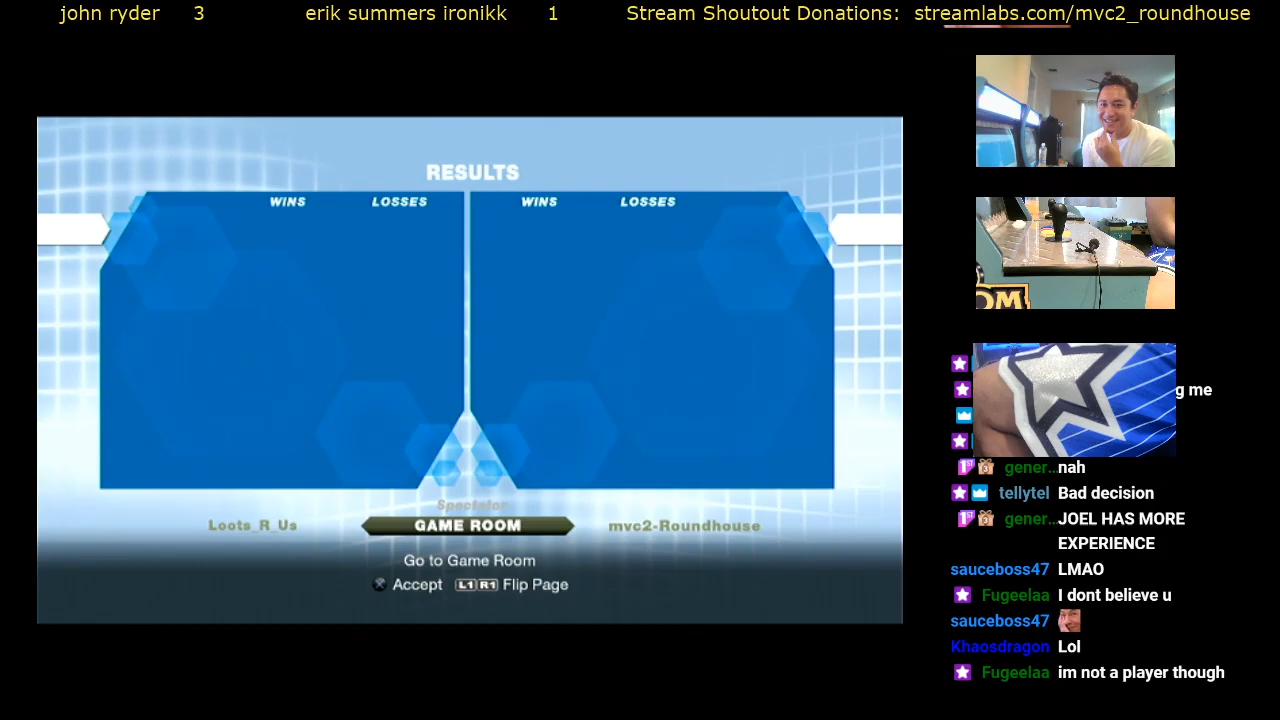 john ryder 3 erik summers ironikk 1 Stream Shoutout Donations: streamlabs.com/mvc2_roundhouse
RESULTS
WINS LOSSES WINS LOSSES
Spectator
Loots_R_Us GAME ROOM mvc2-Roundhouse
Go to Game Room
Accept L1 R1 Flip Page
OM
g me
gener... nah
tellytel Bad decision
gener... JOEL HAS MORE
EXPERIENCE
sauceboss47 LMAO
Fugeelaa I dont believe u
sauceboss47
Khaosdragon Lol
Fugeelaa im not a player though